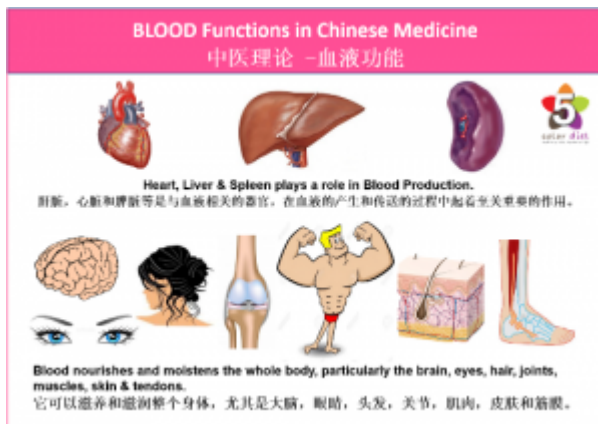 BLOOD Functions in Chinese Medicine
中医理论 -血液功能
5
color diet
Heart, Liver & Spleen plays a role in Blood Production.
肝脏，心脏和脾脏等是与血液相关的器官，在血液的产生和传送的过程中起着至关重要的作用。
Blood nourishes and moistens the whole body, particularly the brain, eyes, hair, joints,
muscles, skin & tendons.
它可以滋养和滋润整个身体，尤其是大脑，眼睛，头发，关节，肌肉，皮肤和筋膜。